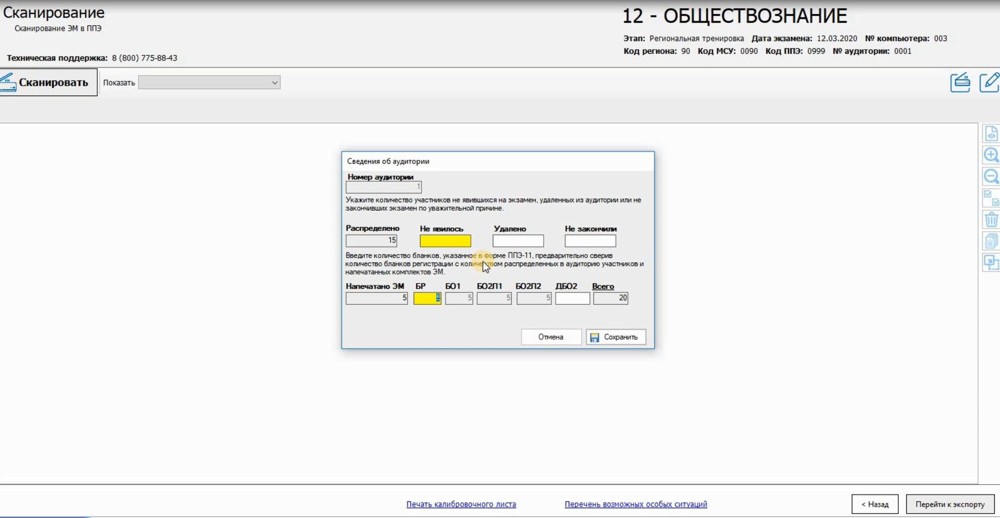 Сканирование
Сканирование ЭМ в ППЭ
Техническая поддержка: 8 (800) 775-88-43
12 - ОБЩЕСТВОЗНАНИЕ
Этап: Региональная тренировка Дата экзамена: 12.03.2020 № компьютера: 003
Код региона: 90 Код МСУ: 0090 Код ППЭ: 0999 № аудитории: 0001
Сканировать Показать
Сведения об аудитории
Номер аудитории
1
Укажите количество участников не явившихся на экзамен, удаленных из аудитории или не
закончивших экзамен по уважительной причине.
Распределено Не явилось Удалено Не закончили
15
Введите количество бланков, указанное в форме ППЭ-11, предварительно сверив
количество бланков регистрации с количеством распределенных в аудиторию участников и
напечатанных комплектов ЭМ.
Напечатано ЭМ БР БО1 БО2Л1 БО2Л2 ДБО2 Всего
5 5 5 5 5 20
Отмена Сохранить
Печать калибровочного листа Перечень возможных особых ситуаций < Назад Перейти к экспорту